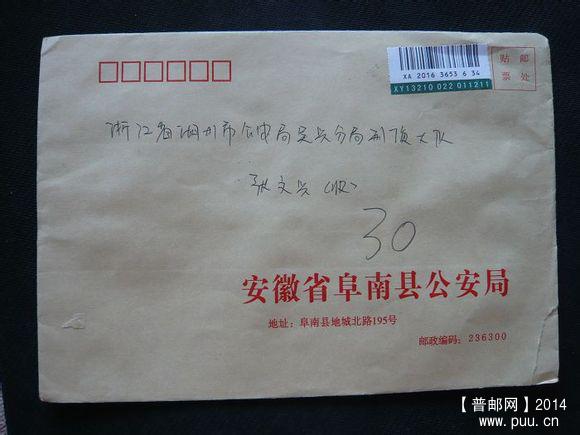 XA 2016 3653 6 34
XY13210 022 011211
贴 邮
票 处
浙江省湖州市公安局吴兴分局刑侦大队
张文兵(收)
30
安徽省阜南县公安局
地址：阜南县地城北路195号
邮政编码：236300
【普邮网】2014
www.puu.cn